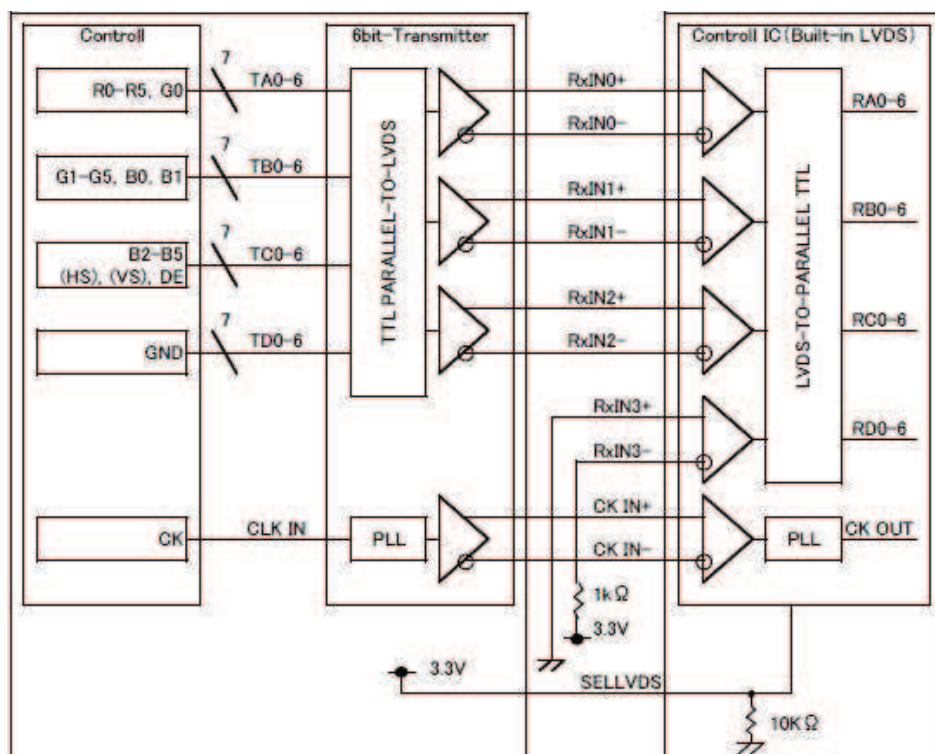 Controll
6bit-Transmitter
Controll IC(Built-in LVDS)
R0-R5, G0
7
TA0-6
RxIN0+
RxIN0-
RA0-6
G1-G5, B0, B1
7
TB0-6
RxIN1+
RxIN1-
RB0-6
B2-B5
(HS), (VS), DE
7
TC0-6
RxIN2+
RxIN2-
RC0-6
GND
7
TD0-6
TTL PARALLEL-TO-LVDS
LVDS-TO-PARALLEL TTL
RxIN3+
RxIN3-
RD0-6
CK
CLK IN
PLL
CK IN+
CK IN-
PLL
CK OUT
1kΩ
3.3V
3.3V
SELLVDS
10KΩ